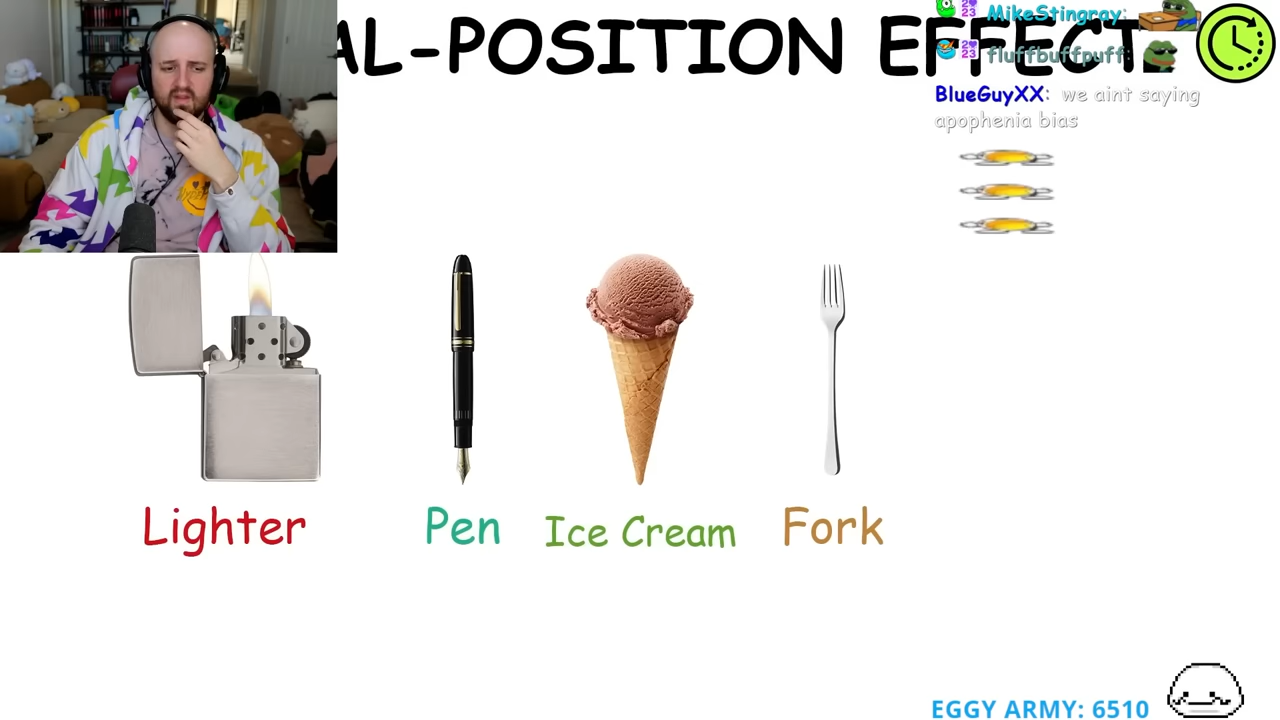 AL-POSITION EFFECT
MikeStingray:
fluffbuffpuff:
BlueGuyXX: we aint saying
apophenia bias
Lighter
Pen
Ice Cream
Fork
EGGY ARMY: 6510